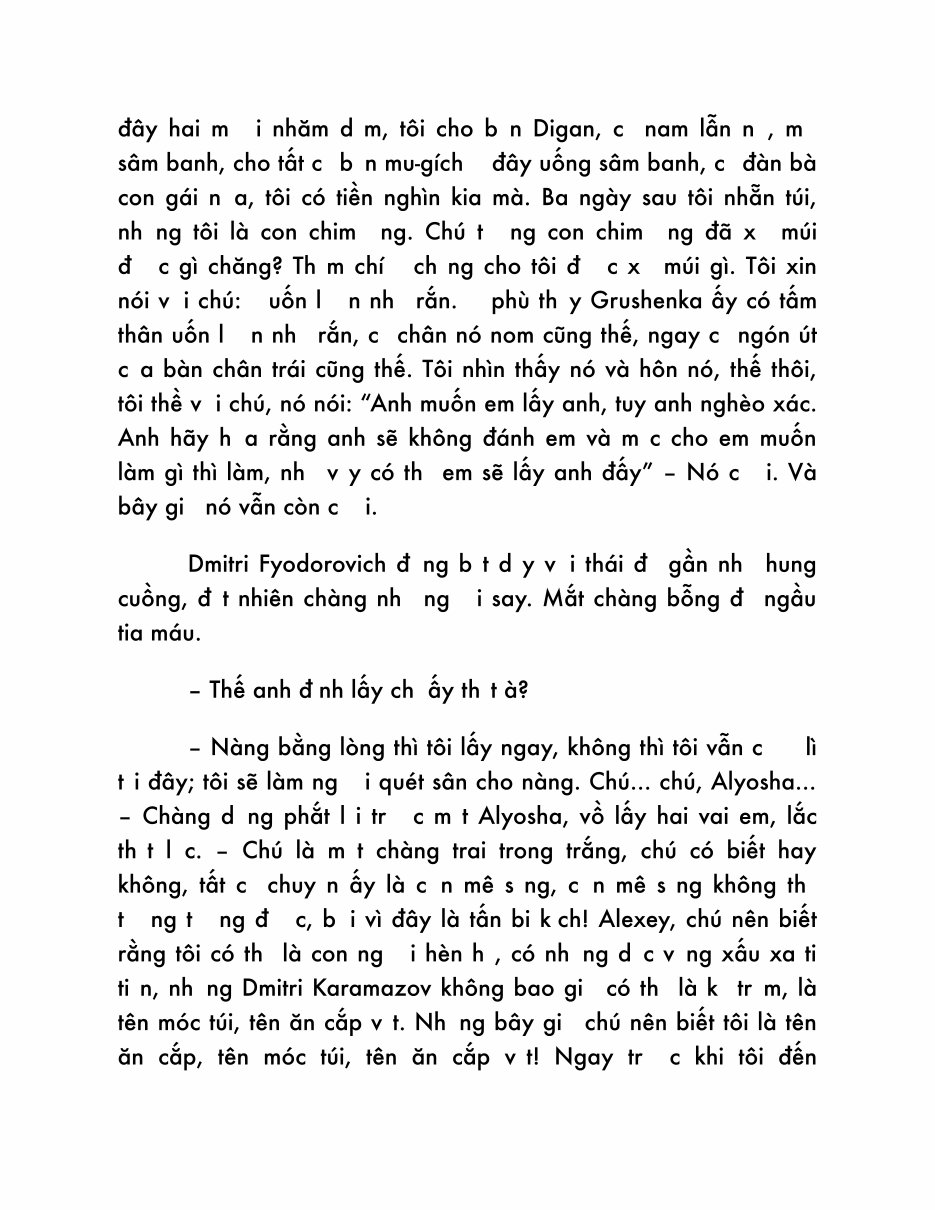 đây hai m i nhăm d m, tôi cho b n Digan, c nam lẫn n , m
sâm banh, cho tất c b n mu-gích đây uống sâm banh, c đàn bà
con gái n a, tôi có tiền nghìn kia mà. Ba ngày sau tôi nhẵn túi,
nh ng tôi là con chim ng. Chú t ng con chim ng đã x múi
đ c gì chăng? Th m chí ch ng cho tôi đ c x múi gì. Tôi xin
nói v i chú: uốn l n nh rắn. phù th y Grushenka ấy có tấm
thân uốn l n nh rắn, c chân nó nom cũng thế, ngay c ngón út
c a bàn chân trái cũng thế. Tôi nhìn thấy nó và hôn nó, thế thôi,
tôi thề v i chú, nó nói: “Anh muốn em lấy anh, tuy anh nghèo xác.
Anh hãy h a rằng anh sẽ không đánh em và m c cho em muốn
làm gì thì làm, nh v y có th em sẽ lấy anh đấy” – Nó c i. Và
bây gi nó vẫn còn c i.
Dmitri Fyodorovich đ ng b t d y v i thái đ gần nh hung
cuồng, đ t nhiên chàng nh ng i say. Mắt chàng bỗng đ ngầu
tia máu.
– Thế anh đ nh lấy ch ấy th t à?
– Nàng bằng lòng thì tôi lấy ngay, không thì tôi vẫn c lì
t i đây; tôi sẽ làm ng i quét sân cho nàng. Chú... chú, Alyosha...
– Chàng d ng phắt l i tr c m t Alyosha, vồ lấy hai vai em, lắc
th t l c. – Chú là m t chàng trai trong trắng, chú có biết hay
không, tất c chuy n ấy là c n mê s ng, c n mê s ng không th
t ng t ng đ c, b i vì đây là tấn bi k ch! Alexey, chú nên biết
rằng tôi có th là con ng i hèn h , có nh ng d c v ng xấu xa ti
ti n, nh ng Dmitri Karamazov không bao gi có th là k tr m, là
tên móc túi, tên ăn cắp v t. Nh ng bây gi chú nên biết tôi là tên
ăn cắp, tên móc túi, tên ăn cắp v t! Ngay tr c khi tôi đến